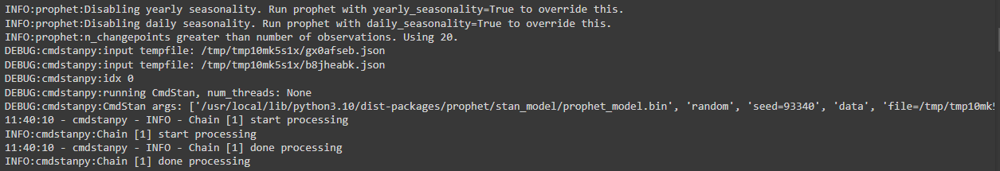 INFO:prophet:Disabling yearly seasonality. Run prophet with yearly_seasonality=True to override this.
INFO:prophet:Disabling daily seasonality. Run prophet with daily_seasonality=True to override this.
INFO:prophet:n_changepoints greater than number of observations. Using 20.
DEBUG:cmdstanpy:input tempfile: /tmp/tmp10mk5s1x/gx0afseb.json
DEBUG:cmdstanpy:input tempfile: /tmp/tmp10mk5s1x/b8jheabk.json
DEBUG:cmdstanpy:idx 0
DEBUG:cmdstanpy:running CmdStan, num_threads: None
DEBUG:cmdstanpy:CmdStan args: ['/usr/local/lib/python3.10/dist-packages/prophet/stan_model/prophet_model.bin', 'random', 'seed=93340', 'data', 'file=/tmp/tmp10mk
11:40:10 - cmdstanpy - INFO - Chain [1] start processing
INFO:cmdstanpy:Chain [1] start processing
11:40:10 - cmdstanpy - INFO - Chain [1] done processing
INFO:cmdstanpy:Chain [1] done processing